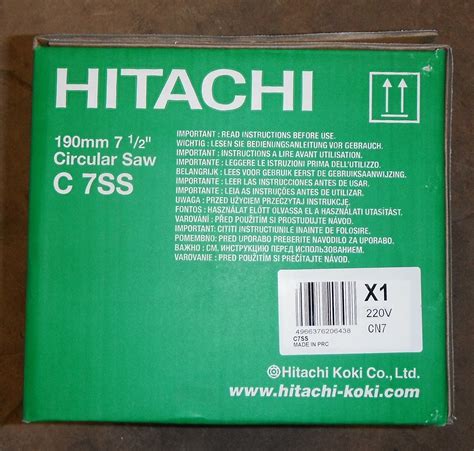 HITACHI
190mm 7 1/2"
Circular Saw
C 7SS
IMPORTANT : READ INSTRUCTIONS BEFORE USE.
WICHTIG : LESEN SIE BEDIENUNGSANLEITUNG VOR GEBRAUCH.
IMPORTANT : INSTRUCTIONS A LIRE AVANT UTILISATION.
IMPORTANTE : LEGGERE LE ISTRUZIONI PRIMA DELL'UTILIZZO.
BELANGRIJK : LEES VOOR GEBRUIK EERST DE GEBRUIKSAANWIJZING.
IMPORTANTE : LEER LAS INSTRUCCIONES ANTES DE USAR.
IMPORTANTE : LEIA AS INSTRUÇÕES ANTES DE USAR.
UWAGA : PRZED UŻYCIEM PRZECZYTAJ INSTRUKCJĘ.
FONTOS : HASZNÁLAT ELŐTT OLVASSA EL A HASZNÁLATI UTASÍTÁST.
VAROVÁNÍ : PŘED POUŽITÍM SI PROSTUDUJTE NÁVOD.
IMPORTANT: CITITI INSTRUCTIUNILE INAINTE DE FOLOSIRE.
POMEMBNO: PRED UPORABO PREBERITE NAVODILO ZA UPORABO.
ВАЖНО : СМ. ИНСТРУКЦИЮ ПЕРЕД ИСПОЛЬЗОВАНИЕМ.
VAROVANIE : PRED POUŽITÍM SI PREČÍTAJTE NÁVOD.
X1
220V
CN7
4966376206438
C7SS
MADE IN PRC
©Hitachi Koki Co., Ltd.
www.hitachi-koki.com